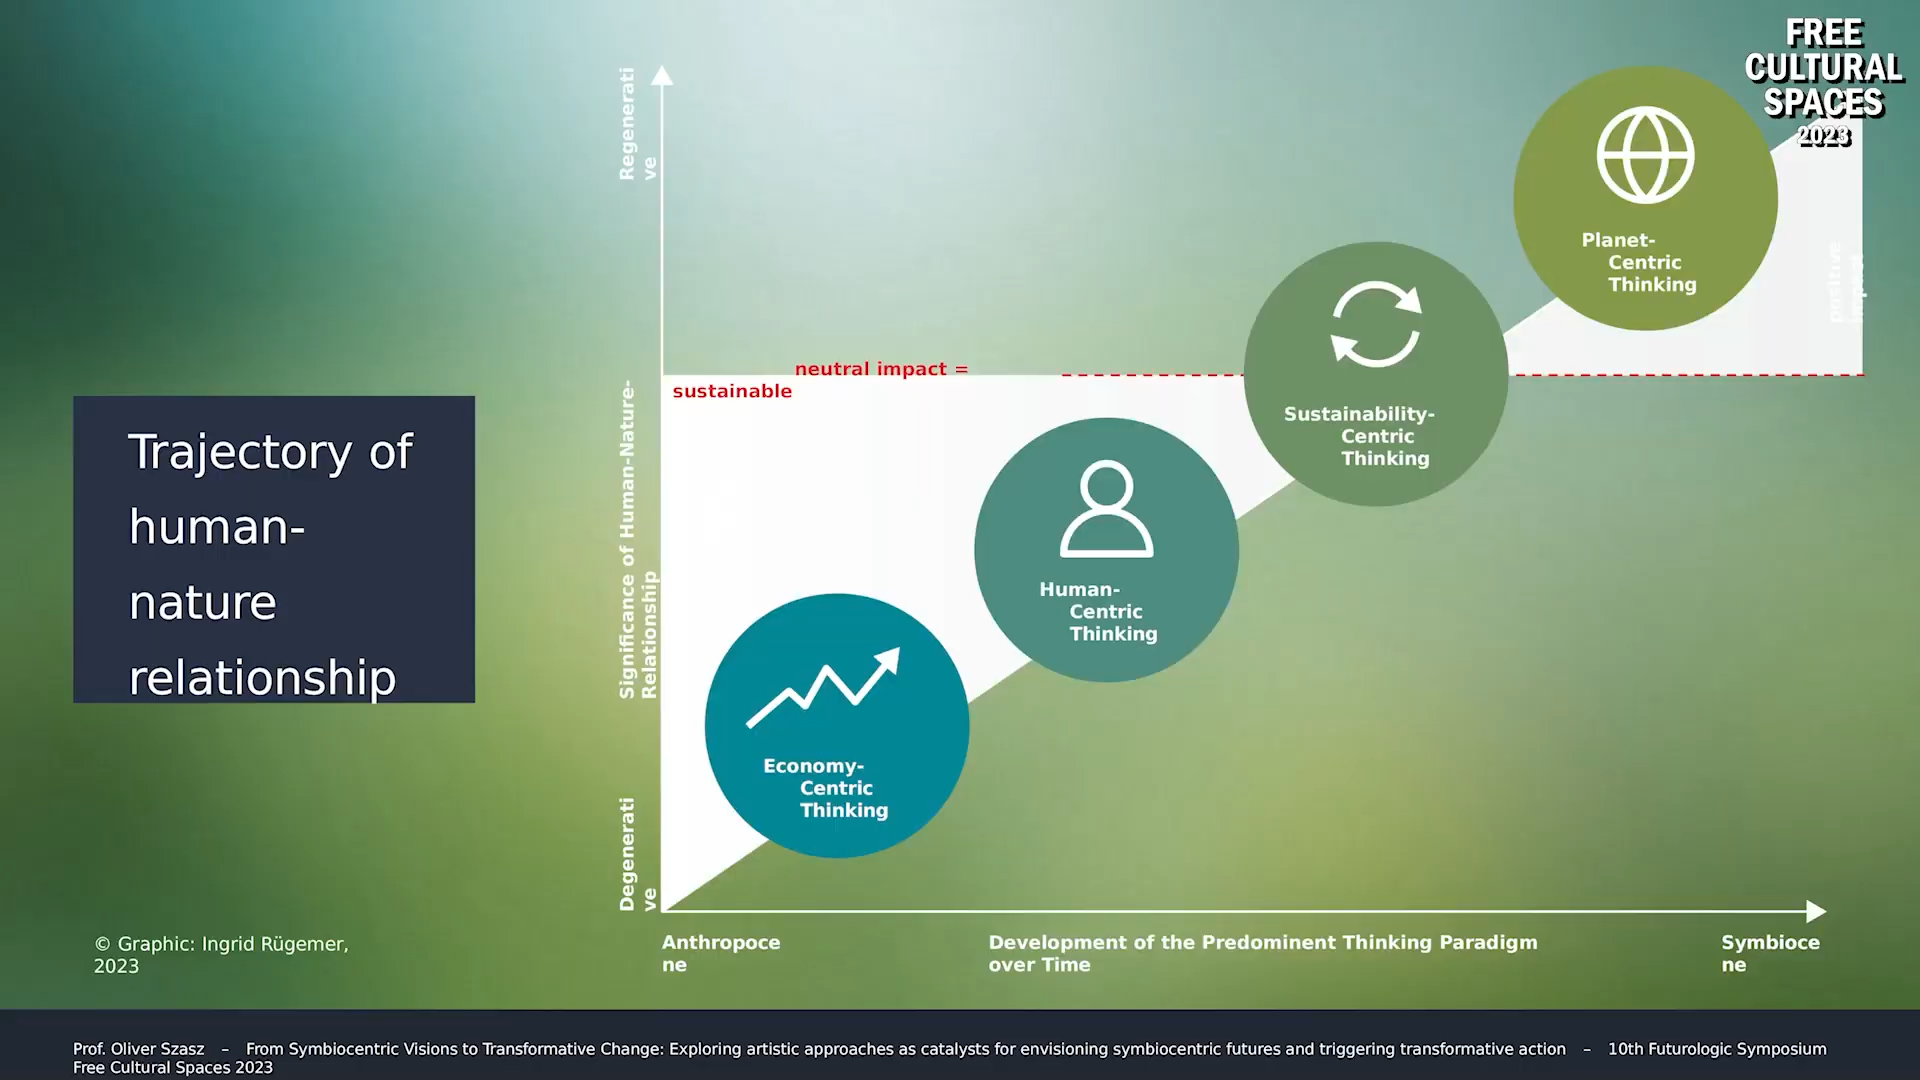 FREE
CULTURAL
SPACES
2023
Regenerati
ve
Planet-
Centric
Thinking
positive
impact
neutral impact =
sustainable
Sustainability-
Centric
Thinking
Significance of Human-Nature-
Relationship
Trajectory of
human-
nature
relationship
Human-
Centric
Thinking
Economy-
Centric
Thinking
Degenerati
ve
© Graphic: Ingrid Rügemer,
2023
Anthropoce
ne
Development of the Predominent Thinking Paradigm
over Time
Symbioce
ne
Prof. Oliver Szasz – From Symbiocentric Visions to Transformative Change: Exploring artistic approaches as catalysts for envisioning symbiocentric futures and triggering transformative action – 10th Futurologic Symposium
Free Cultural Spaces 2023